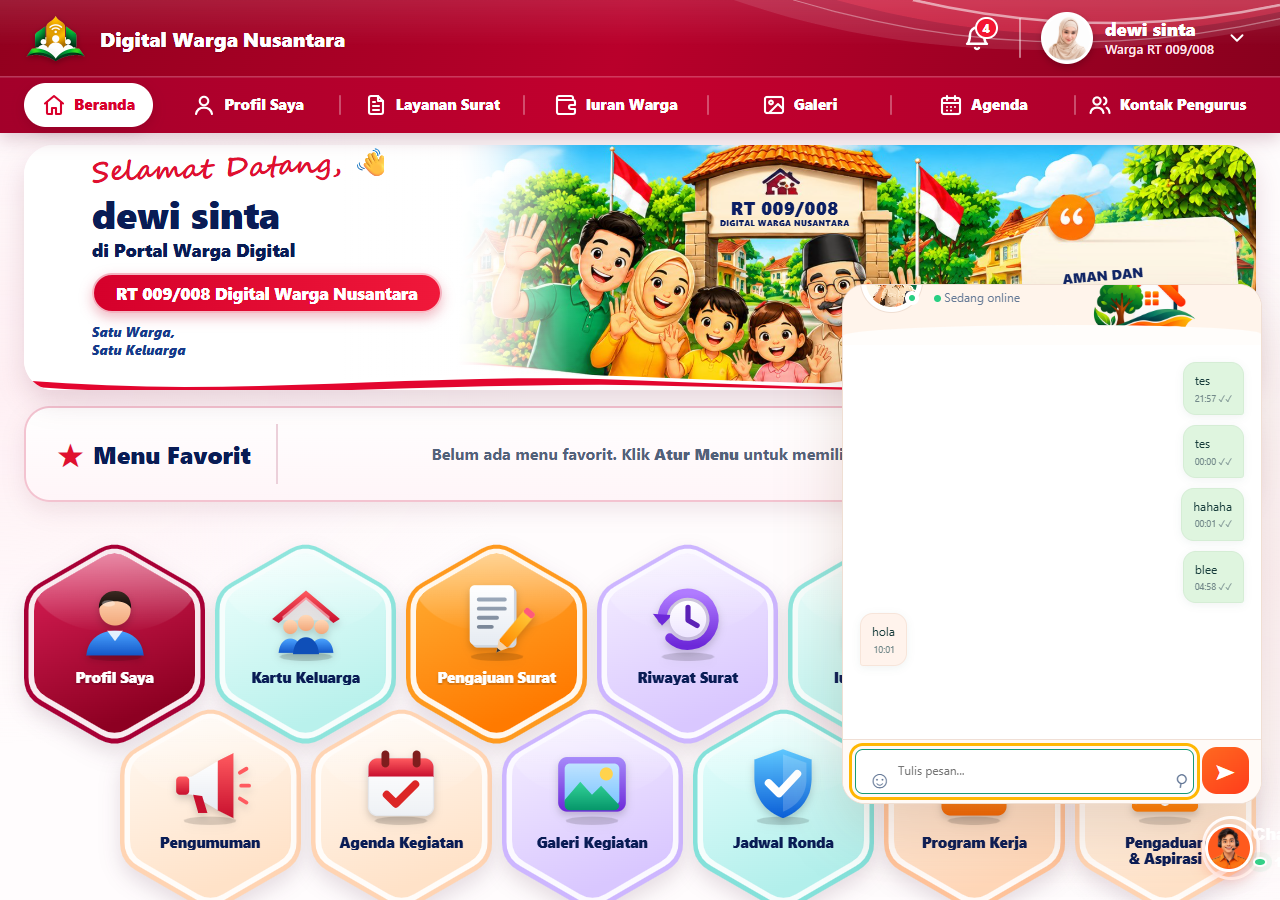 Digital Warga Nusantara
4
dewi sinta
Warga RT 009/008
Beranda
Profil Saya
Layanan Surat
Iuran Warga
Galeri
Agenda
Kontak Pengurus
Selamat Datang,
dewi sinta
di Portal Warga Digital
RT 009/008 Digital Warga Nusantara
Satu Warga,
Satu Keluarga
RT 009/008
DIGITAL WARGA NUSANTARA
AMAN DAN
Sedang online
Menu Favorit
Belum ada menu favorit. Klik Atur Menu untuk memili
tes
21:57
tes
00:00
hahaha
00:01
blee
04:58
hola
10:01
Tulis pesan...
Profil Saya
Kartu Keluarga
Pengajuan Surat
Riwayat Surat
Pengumuman
Agenda Kegiatan
Galeri Kegiatan
Jadwal Ronda
Program Kerja
Pengaduan
& Aspirasi